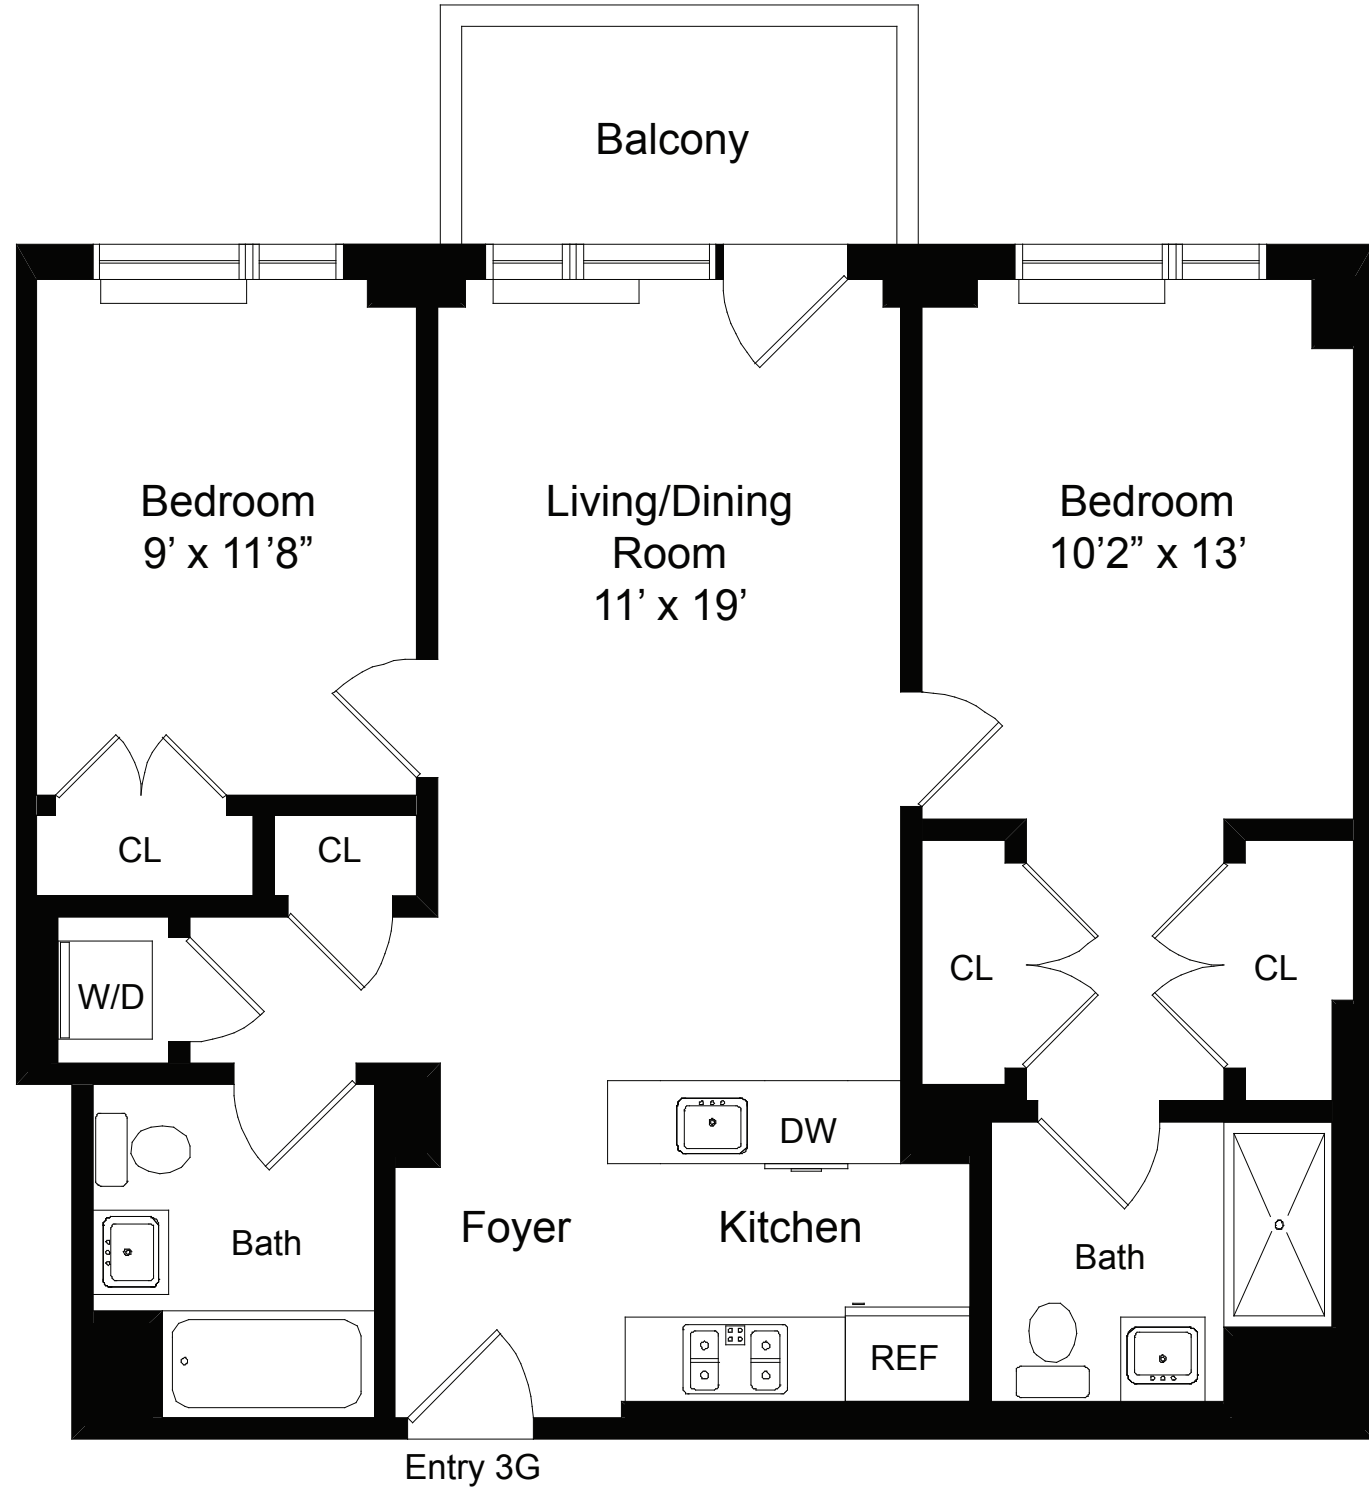 Balcony
Bedroom
9’ x 11’8”
Living/Dining
Room
11’ x 19’
Bedroom
10’2” x 13’
CL
CL
W/D
CL
CL
DW
Foyer
Kitchen
Bath
Bath
REF
Entry 3G